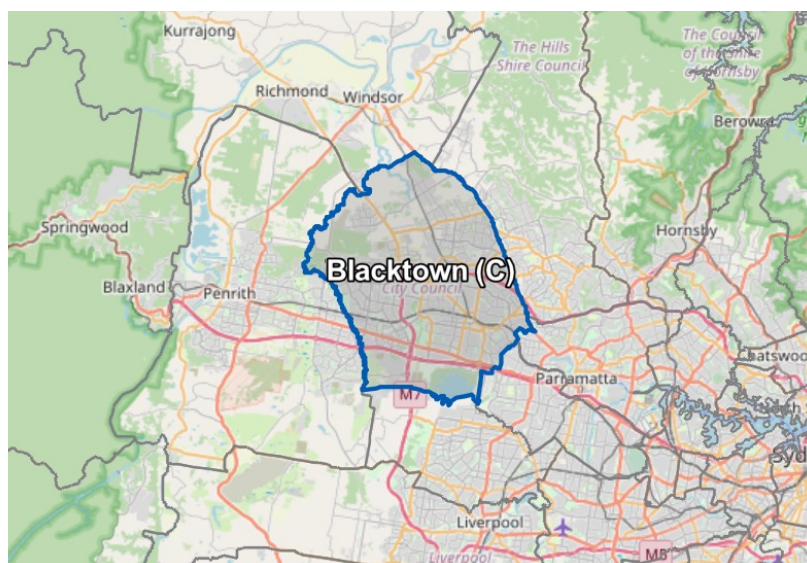 Kurrajong
The Hills
Shire Council
The Council
of the Shire
of Hornsby
Richmond
Windsor
Berowra
Springwood
Hornsby
Blacktown (C)
City Council
Blaxland
Penrith
Chatswood
Parramatta
M7
Liverpool
Liverpool
M5